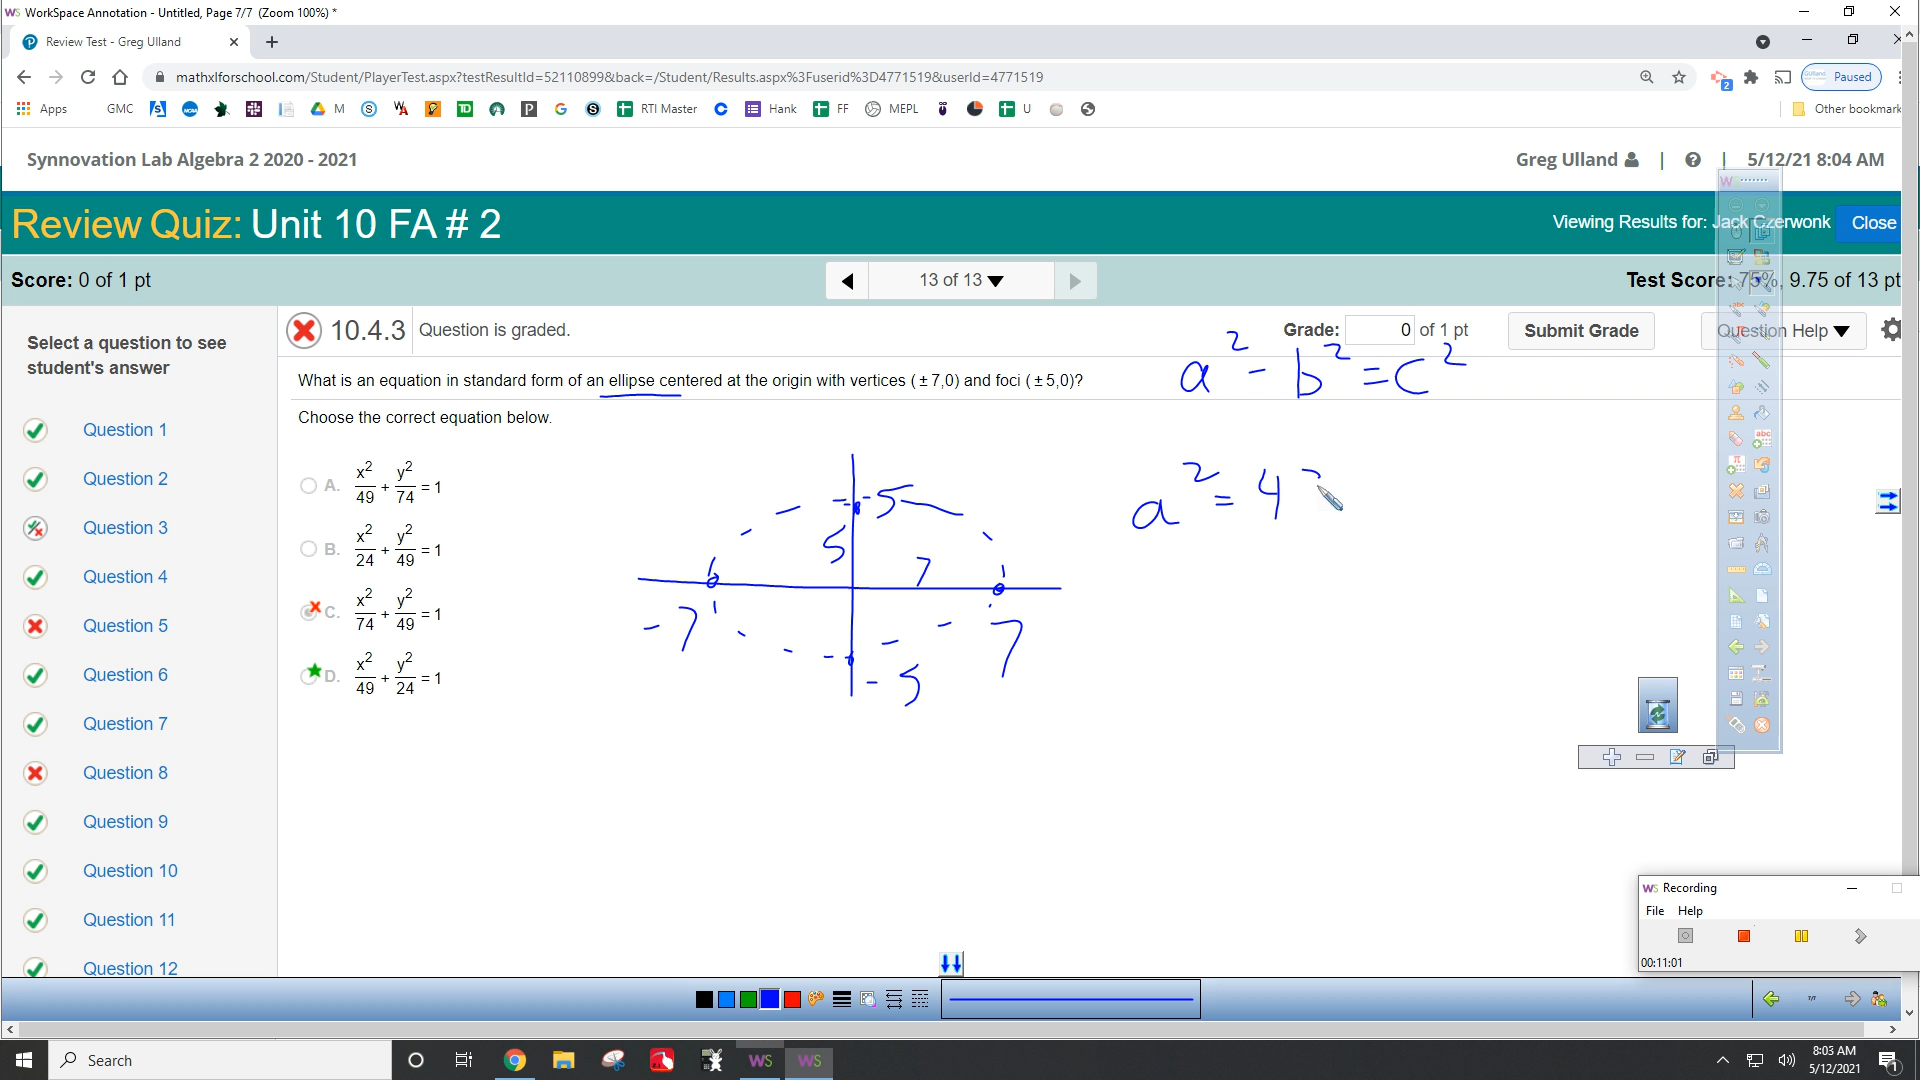 WS WorkSpace Annotation - Untitled, Page 7/7 (Zoom 100%) *
Review Test - Greg Ulland
mathxlforschool.com/Student/PlayerTest.aspx?testResultId=52110899&back=/Student/Results.aspx%3Fuserid%3D4771519&userId=4771519
Paused
Apps GMC M RTI Master Hank FF MEPL U Other bookmark
Synnovation Lab Algebra 2 2020 - 2021
Greg Ulland | ? | 5/12/21 8:04 AM
Review Quiz: Unit 10 FA # 2
Viewing Results for: Jack Czerwonk
Close
Score: 0 of 1 pt
13 of 13
Test Score: 75%, 9.75 of 13 pt
Select a question to see
student's answer
10.4.3 Question is graded.
Grade: 0 of 1 pt
Submit Grade
Question Help
What is an equation in standard form of an ellipse centered at the origin with vertices (±7,0) and foci (±5,0)?
a² - b² = c²
Choose the correct equation below.
A. x²/49 + y²/74 = 1
B. x²/24 + y²/49 = 1
C. x²/74 + y²/49 = 1
D. x²/49 + y²/24 = 1
5
5
7
-7
7
-5
a² = 4
Question 1
Question 2
Question 3
Question 4
Question 5
Question 6
Question 7
Question 8
Question 9
Question 10
Question 11
Question 12
WS Recording
File Help
00:11:01
Search
WS
WS
8:03 AM
5/12/2021